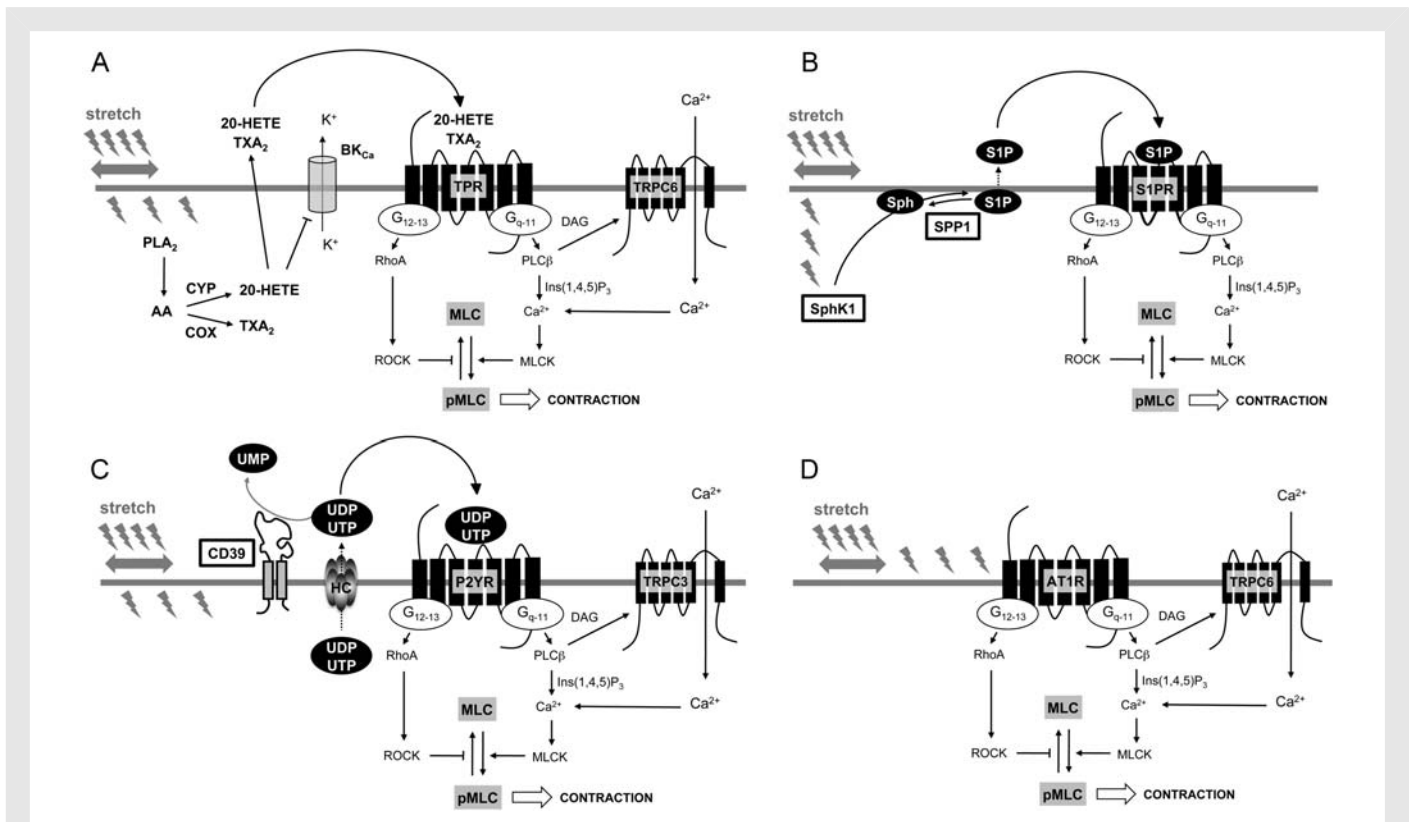 A
stretch
20-HETE
TXA₂
K⁺
BK_Ca
20-HETE
TXA₂
Ca²⁺
TPR
TRPC6
G₁₂₋₁₃
G_q-11
DAG
K⁺
PLA₂
RhoA
PLCβ
Ins(1,4,5)P₃
CYP
20-HETE
AA
COX
TXA₂
MLC
Ca²⁺
Ca²⁺
ROCK
MLCK
pMLC
CONTRACTION
B
stretch
S1P
S1P
Sph
S1P
S1PR
SPP1
G₁₂₋₁₃
G_q-11
RhoA
PLCβ
Ins(1,4,5)P₃
SphK1
MLC
Ca²⁺
ROCK
MLCK
pMLC
CONTRACTION
C
UMP
stretch
UDP
UTP
UDP
UTP
Ca²⁺
CD39
HC
P2YR
TRPC3
G₁₂₋₁₃
G_q-11
DAG
UDP
UTP
RhoA
PLCβ
Ins(1,4,5)P₃
MLC
Ca²⁺
Ca²⁺
ROCK
MLCK
pMLC
CONTRACTION
D
stretch
Ca²⁺
AT1R
TRPC6
G₁₂₋₁₃
G_q-11
DAG
RhoA
PLCβ
Ins(1,4,5)P₃
MLC
Ca²⁺
Ca²⁺
ROCK
MLCK
pMLC
CONTRACTION